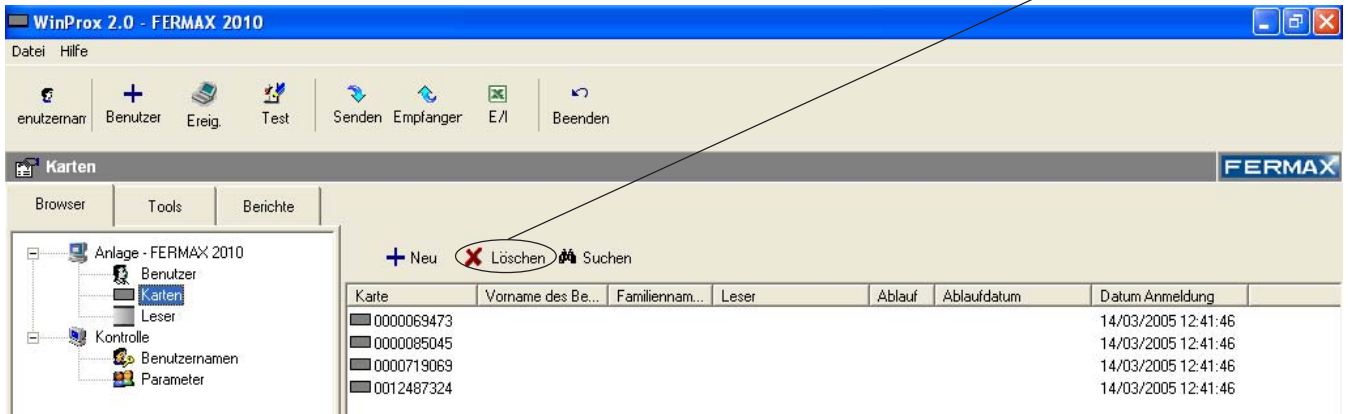 WinProx 2.0 - FERMAX 2010
Datei Hilfe
enutzernam Benutzer Ereig. Test Senden Empfanger E/I Beenden
Karten FERMAX
Browser Tools Berichte
Anlage - FERMAX 2010
Benutzer
Karten
Leser
Kontrolle
Benutzernamen
Parameter
Neu Löschen Suchen
Karte Vorname des Be... Familiennam... Leser Ablauf Ablaufdatum Datum Anmeldung
0000069473 14/03/2005 12:41:46
0000085045 14/03/2005 12:41:46
0000719069 14/03/2005 12:41:46
0012487324 14/03/2005 12:41:46